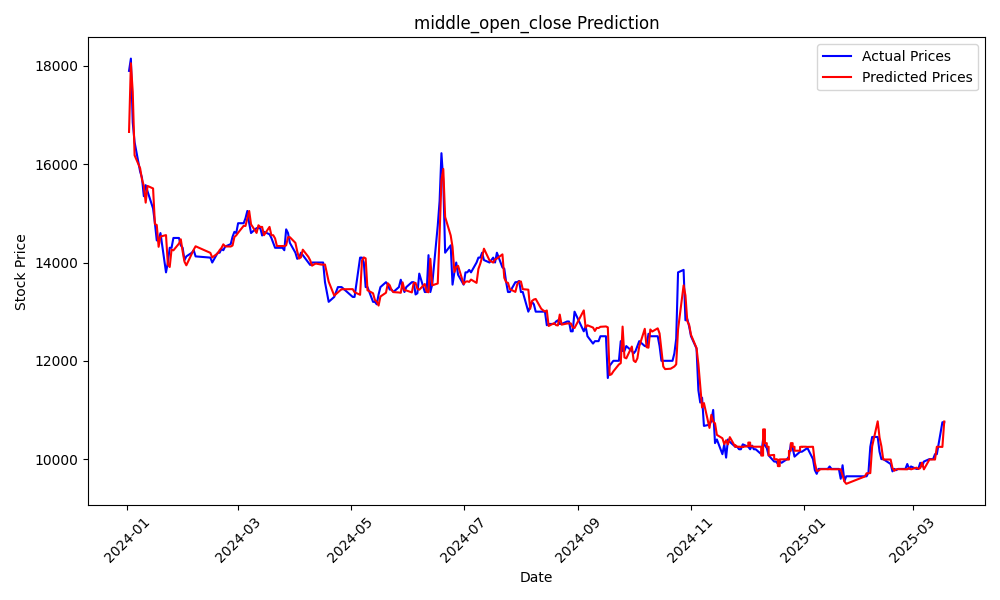 middle_open_close Prediction
Actual Prices
Predicted Prices
Stock Price
18000
16000
14000
12000
10000
2024-01
2024-03
2024-05
2024-07
2024-09
2024-11
2025-01
2025-03
Date